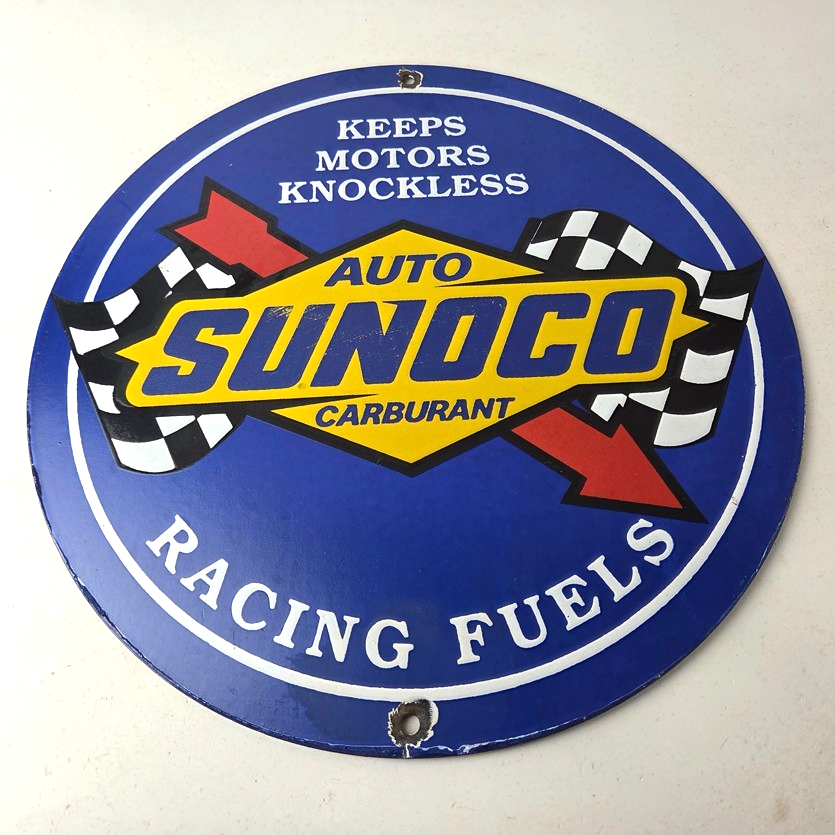 KEEPS
MOTORS
KNOCKLESS
AUTO
SUNOCO
CARBURANT
RACING FUELS